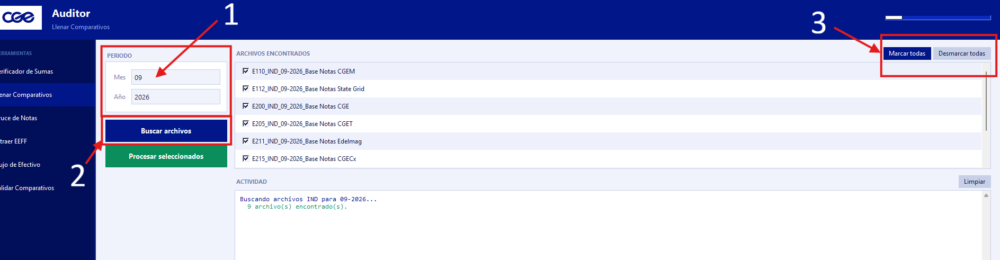 cge
Auditor
Llenar Comparativos
1
3
ERRAMIENTAS
erificador de Sumas
enar Comparativos
ruce de Notas
traer EEFF
ujo de Efectivo
alidar Comparativos
PERIODO
Mes 09
Año 2026
Buscar archivos
Procesar seleccionados
2
ARCHIVOS ENCONTRADOS
Marcar todas
Desmarcar todas
E110_IND_09-2026_Base Notas CGEM
E112_IND_09-2026_Base Notas State Grid
E200_IND_09_2026_Base Notas CGE
E205_IND_09-2026_Base Notas CGET
E211_IND_09-2026_Base Notas Edelmag
E215_IND_09-2026_Base Notas CGECx
ACTIVIDAD
Limpiar
Buscando archivos IND para 09-2026...
9 archivo(s) encontrado(s).